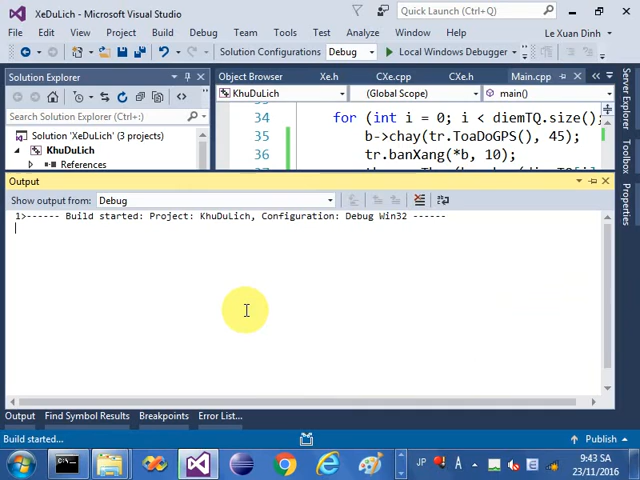 XeDuLich - Microsoft Visual Studio
Quick Launch (Ctrl+Q)
File Edit View Project Build Debug Team Tools Test Analyze Window Help Le Xuan Dinh
Solution Configurations Debug Local Windows Debugger
Solution Explorer
Search Solution Explorer (Ctrl+;)
Solution 'XeDuLich' (3 projects)
KhuDuLich
References
Object Browser Xe.h CXe.cpp CXe.h Main.cpp
KhuDuLich (Global Scope) main()
34 for (int i = 0; i < diemTQ.size();
35 b->chay(tr.ToaDoGPS(), 45);
36 tr.banXang(*b, 10);
Server Explorer
Toolbox
Properties
Output
Show output from: Debug
1>------ Build started: Project: KhuDuLich, Configuration: Debug Win32 ------
Output Find Symbol Results Breakpoints Error List...
Build started... Publish
JP A E 9:43 SA
23/11/2016